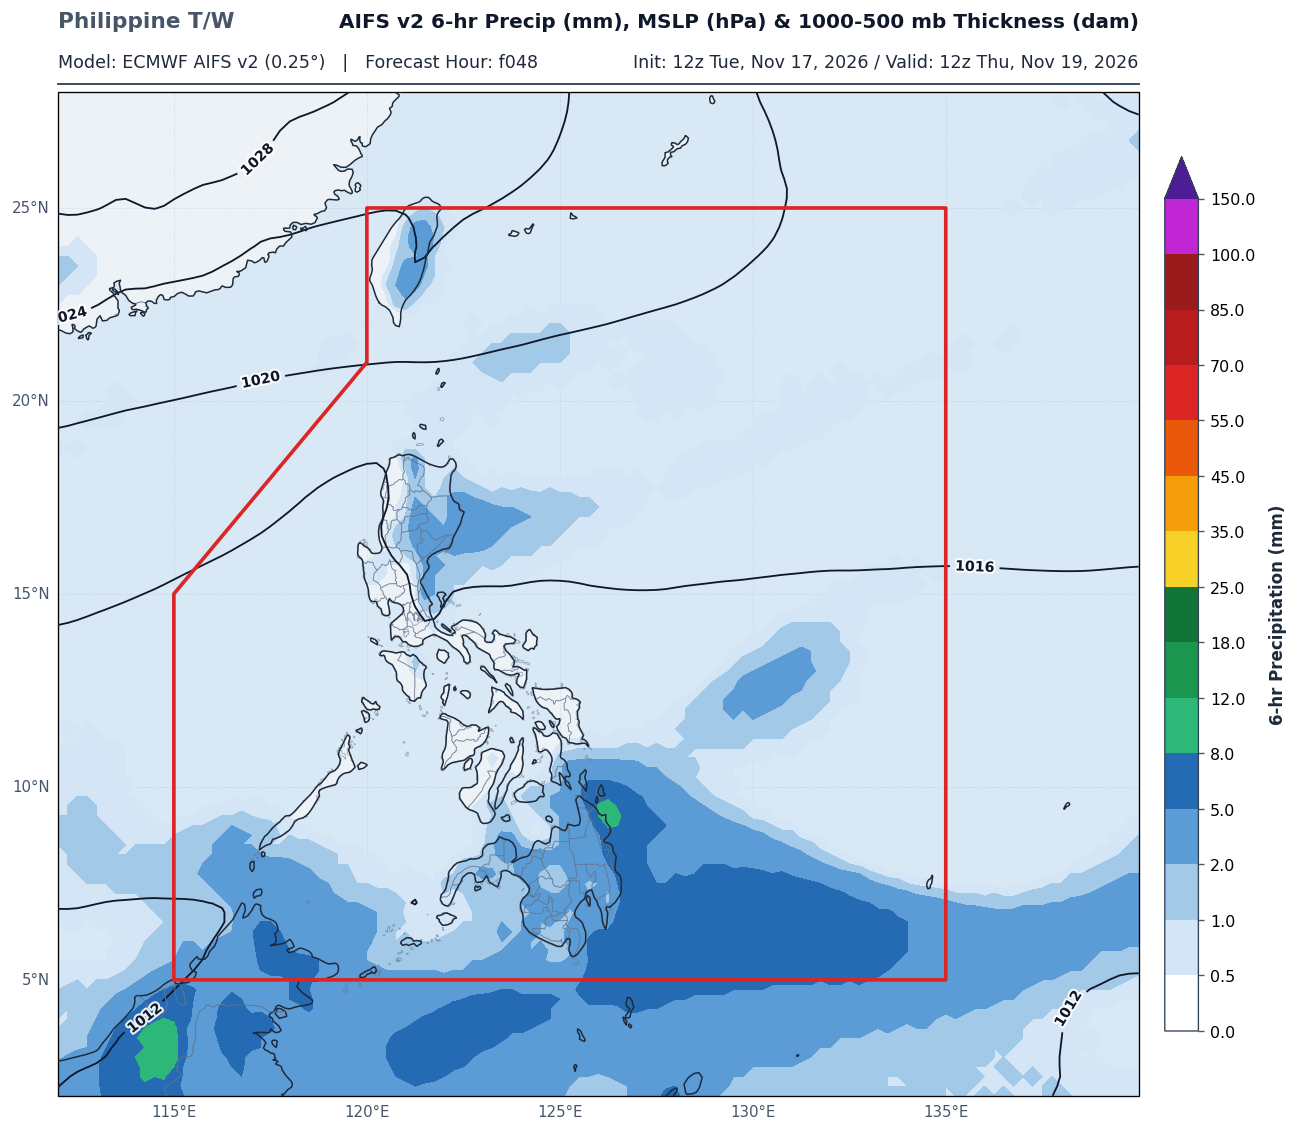 Philippine T/W
AIFS v2 6-hr Precip (mm), MSLP (hPa) & 1000-500 mb Thickness (dam)
Model: ECMWF AIFS v2 (0.25°)   |   Forecast Hour: f048
Init: 12z Tue, Nov 17, 2026 / Valid: 12z Thu, Nov 19, 2026
1028
25°N
024
1020
20°N
1016
15°N
10°N
5°N
1012
1012
115°E
120°E
125°E
130°E
135°E
150.0
100.0
85.0
70.0
55.0
45.0
35.0
25.0
18.0
12.0
8.0
5.0
2.0
1.0
0.5
0.0
6-hr Precipitation (mm)